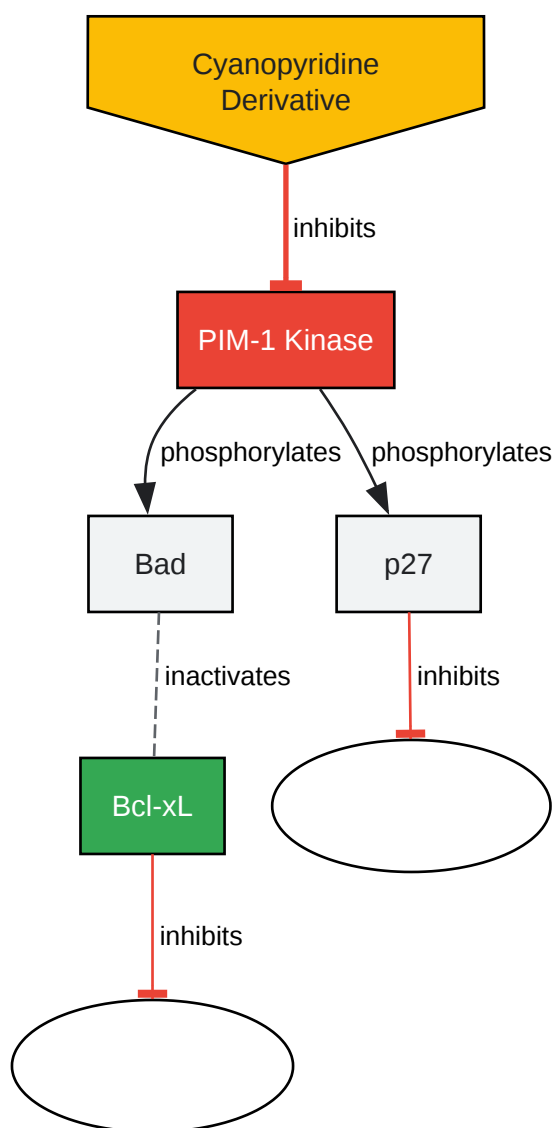 Cyanopyridine
Derivative
inhibits
PIM-1 Kinase
phosphorylates
phosphorylates
Bad
p27
inactivates
inhibits
Bcl-xL
inhibits